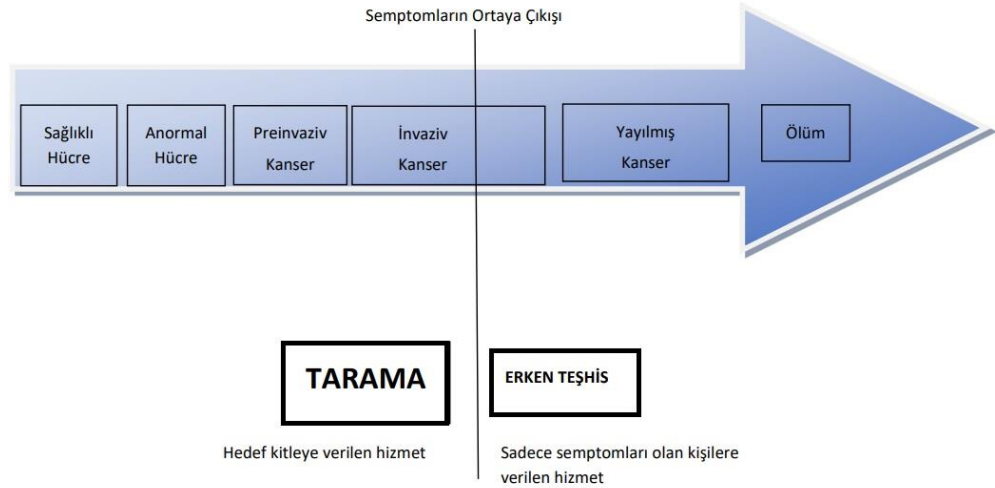 Semptomların Ortaya Çıkışı
Sağlıklı
Hücre
Anormal
Hücre
Preinvaziv
Kanser
İnvaziv
Kanser
Yayılmış
Kanser
Ölüm
TARAMA
ERKEN TEŞHİS
Hedef kitleye verilen hizmet
Sadece semptomları olan kişilere
verilen hizmet